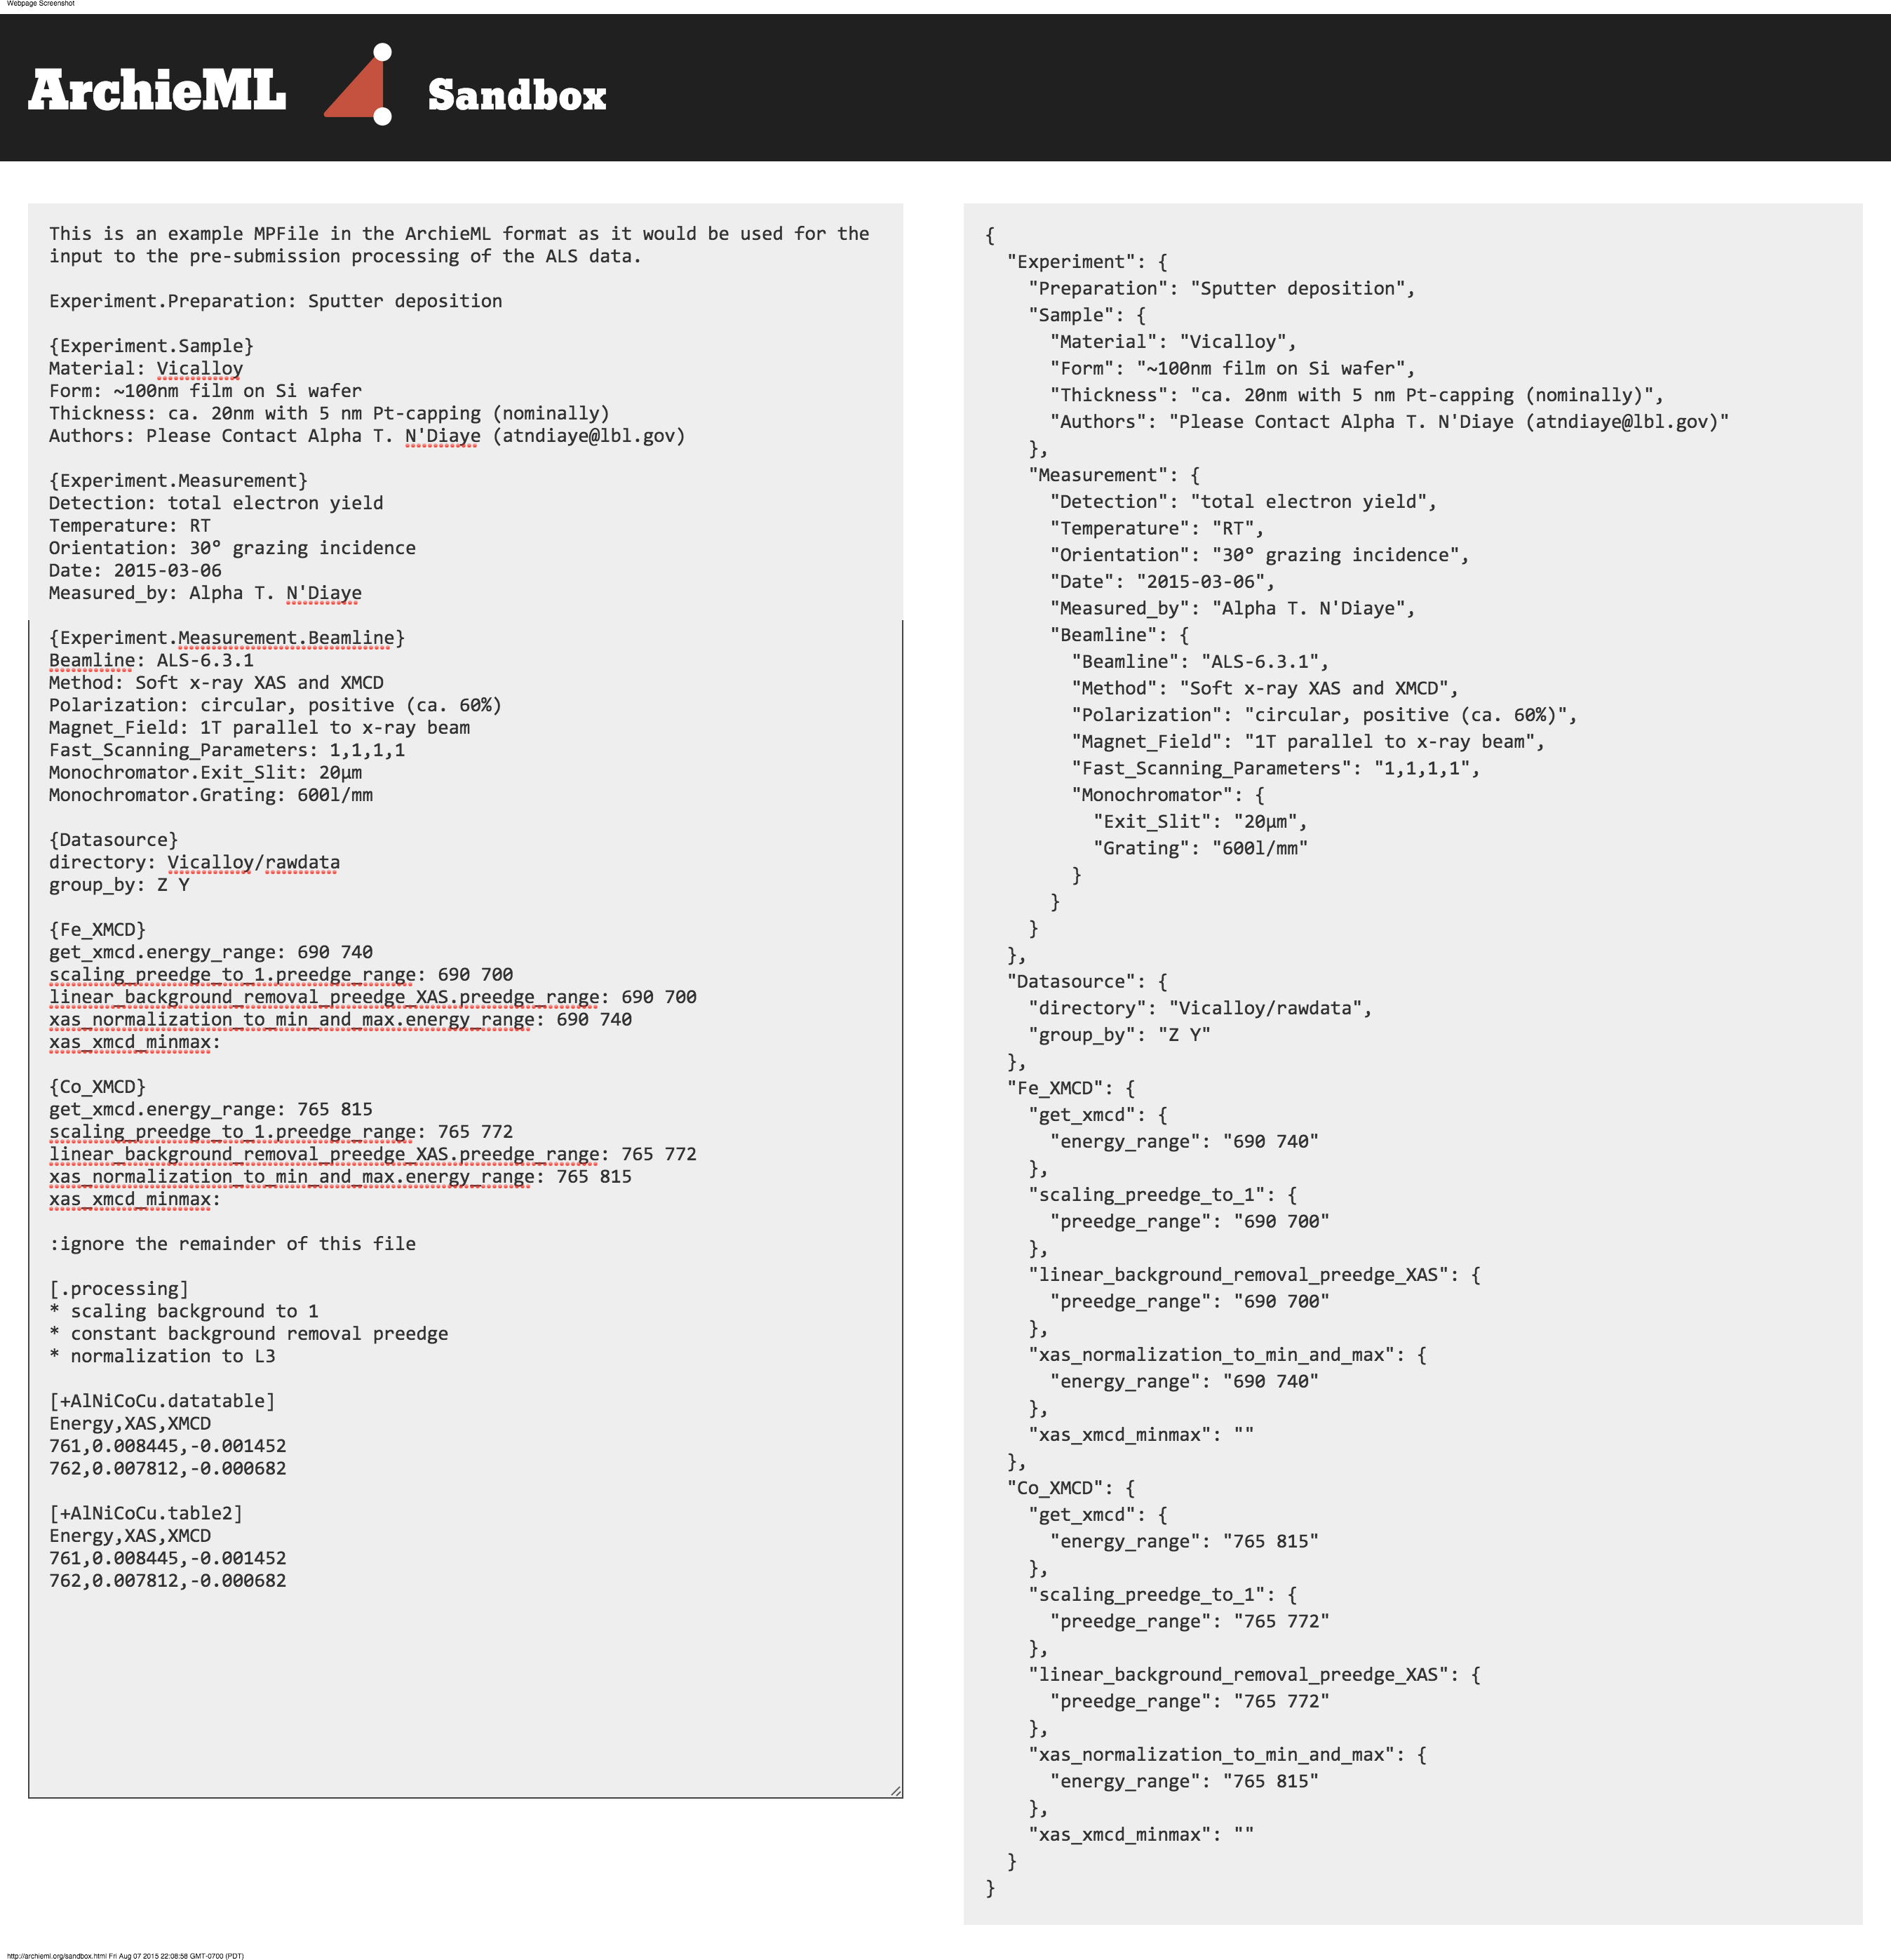 Webpage Screenshot
ArchieML Sandbox
This is an example MPFile in the ArchieML format as it would be used for the
input to the pre-submission processing of the ALS data.
Experiment.Preparation: Sputter deposition
{Experiment.Sample}
Material: Vicalloy
Form: ~100nm film on Si wafer
Thickness: ca. 20nm with 5 nm Pt-capping (nominally)
Authors: Please Contact Alpha T. N'Diaye (atndiaye@lbl.gov)
{Experiment.Measurement}
Detection: total electron yield
Temperature: RT
Orientation: 30° grazing incidence
Date: 2015-03-06
Measured_by: Alpha T. N'Diaye
{Experiment.Measurement.Beamline}
Beamline: ALS-6.3.1
Method: Soft x-ray XAS and XMCD
Polarization: circular, positive (ca. 60%)
Magnet_Field: 1T parallel to x-ray beam
Fast_Scanning_Parameters: 1,1,1,1
Monochromator.Exit_Slit: 20μm
Monochromator.Grating: 600l/mm
{Datasource}
directory: Vicalloy/rawdata
group_by: Z Y
{Fe_XMCD}
get_xmcd.energy_range: 690 740
scaling_preedge_to_1.preedge_range: 690 700
linear_background_removal_preedge_XAS.preedge_range: 690 700
xas_normalization_to_min_and_max.energy_range: 690 740
xas_xmcd_minmax:
{Co_XMCD}
get_xmcd.energy_range: 765 815
scaling_preedge_to_1.preedge_range: 765 772
linear_background_removal_preedge_XAS.preedge_range: 765 772
xas_normalization_to_min_and_max.energy_range: 765 815
xas_xmcd_minmax:
:ignore the remainder of this file
[.processing]
* scaling background to 1
* constant background removal preedge
* normalization to L3
[+AlNiCoCu.datatable]
Energy,XAS,XMCD
761,0.008445,-0.001452
762,0.007812,-0.000682
[+AlNiCoCu.table2]
Energy,XAS,XMCD
761,0.008445,-0.001452
762,0.007812,-0.000682
{
"Experiment": {
"Preparation": "Sputter deposition",
"Sample": {
"Material": "Vicalloy",
"Form": "~100nm film on Si wafer",
"Thickness": "ca. 20nm with 5 nm Pt-capping (nominally)",
"Authors": "Please Contact Alpha T. N'Diaye (atndiaye@lbl.gov)"
},
"Measurement": {
"Detection": "total electron yield",
"Temperature": "RT",
"Orientation": "30° grazing incidence",
"Date": "2015-03-06",
"Measured_by": "Alpha T. N'Diaye",
"Beamline": {
"Beamline": "ALS-6.3.1",
"Method": "Soft x-ray XAS and XMCD",
"Polarization": "circular, positive (ca. 60%)",
"Magnet_Field": "1T parallel to x-ray beam",
"Fast_Scanning_Parameters": "1,1,1,1",
"Monochromator": {
"Exit_Slit": "20μm",
"Grating": "600l/mm"
}
}
}
},
"Datasource": {
"directory": "Vicalloy/rawdata",
"group_by": "Z Y"
},
"Fe_XMCD": {
"get_xmcd": {
"energy_range": "690 740"
},
"scaling_preedge_to_1": {
"preedge_range": "690 700"
},
"linear_background_removal_preedge_XAS": {
"preedge_range": "690 700"
},
"xas_normalization_to_min_and_max": {
"energy_range": "690 740"
},
"xas_xmcd_minmax": ""
},
"Co_XMCD": {
"get_xmcd": {
"energy_range": "765 815"
},
"scaling_preedge_to_1": {
"preedge_range": "765 772"
},
"linear_background_removal_preedge_XAS": {
"preedge_range": "765 772"
},
"xas_normalization_to_min_and_max": {
"energy_range": "765 815"
},
"xas_xmcd_minmax": ""
}
}
http://archieml.org/sandbox.html Fri Aug 07 2015 22:08:58 GMT-0700 (PDT)